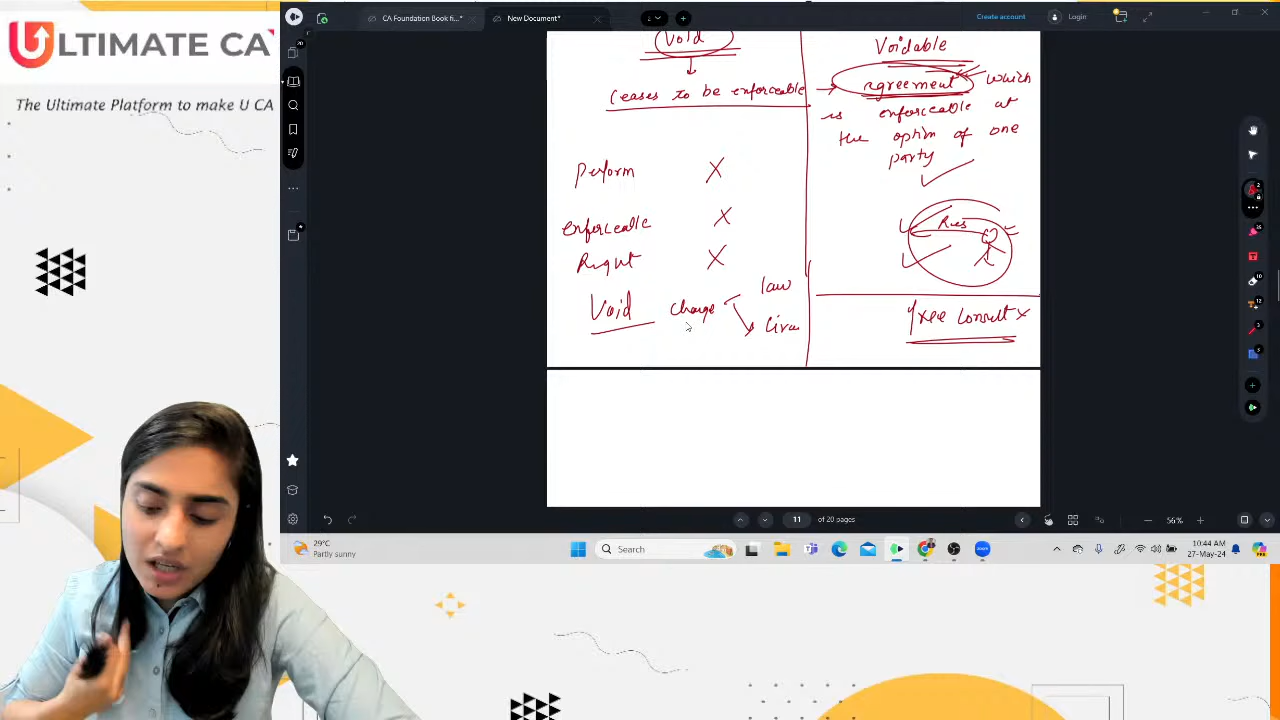 ULTIMATE CA
The Ultimate Platform to make U CA
CA Foundation Book fi...*
New Document*
Create account
Login
Void
Ceases to be enforceable
Perform X
enforceable X
Right X
Void change law
Voidable
agreement which
is enforceable at
the option of one
party
free consent X
11 of 20 pages
56%
29°C
Partly sunny
Search
10:44 AM
27-May-24